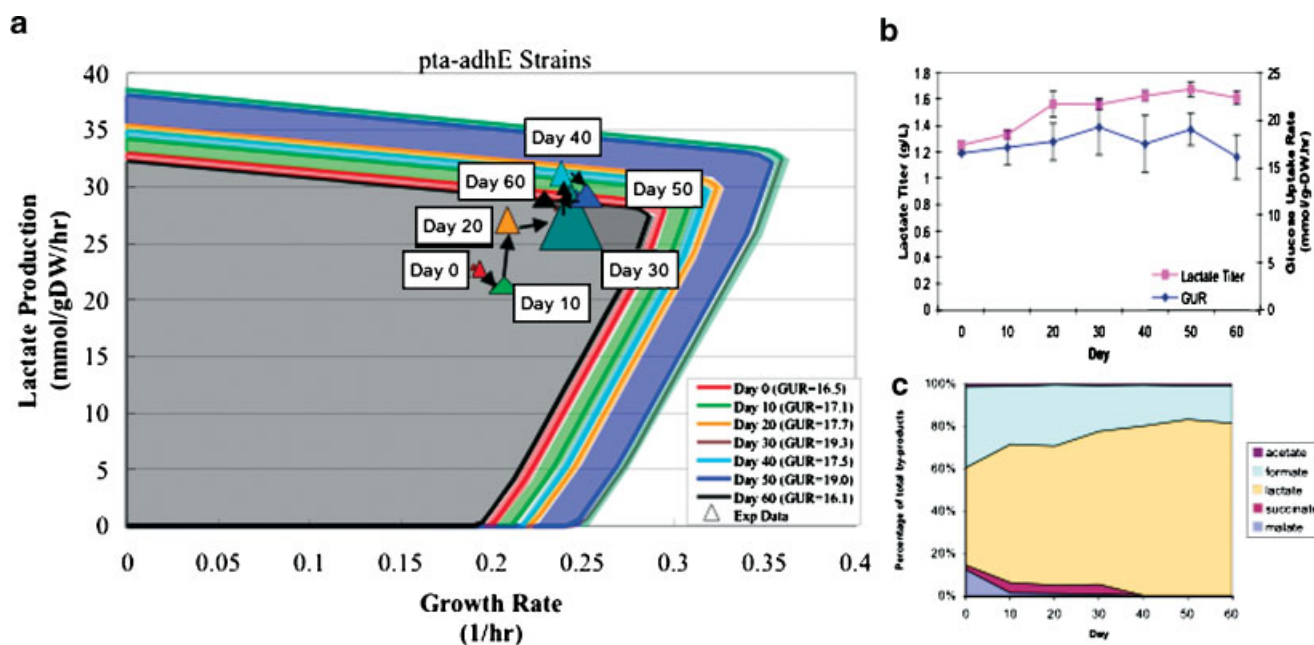 a
pta-adhE Strains
Lactate Production
(mmol/gDW/hr)
40
35
30
25
20
15
10
5
0
Day 40
Day 60
Day 50
Day 20
Day 0
Day 30
Day 10
Day 0 (GUR=16.5)
Day 10 (GUR=17.1)
Day 20 (GUR=17.7)
Day 30 (GUR=19.3)
Day 40 (GUR=17.5)
Day 50 (GUR=19.0)
Day 60 (GUR=16.1)
Exp Data
0 0.05 0.1 0.15 0.2 0.25 0.3 0.35 0.4
Growth Rate
(1/hr)
b
Lactate Titer (g/L)
1.8
1.6
1.4
1.2
1
0.8
0.6
0.4
0.2
0
25
20
15
10
5
0
Glucose Uptake Rate
(mmol/g-DW/hr)
Lactate Titer
GUR
0 10 20 30 40 50 60
Day
c
Percentage of total by-products
100%
80%
60%
40%
20%
0%
0 10 20 30 40 50 60
Day
acetate
formate
lactate
succinate
malate